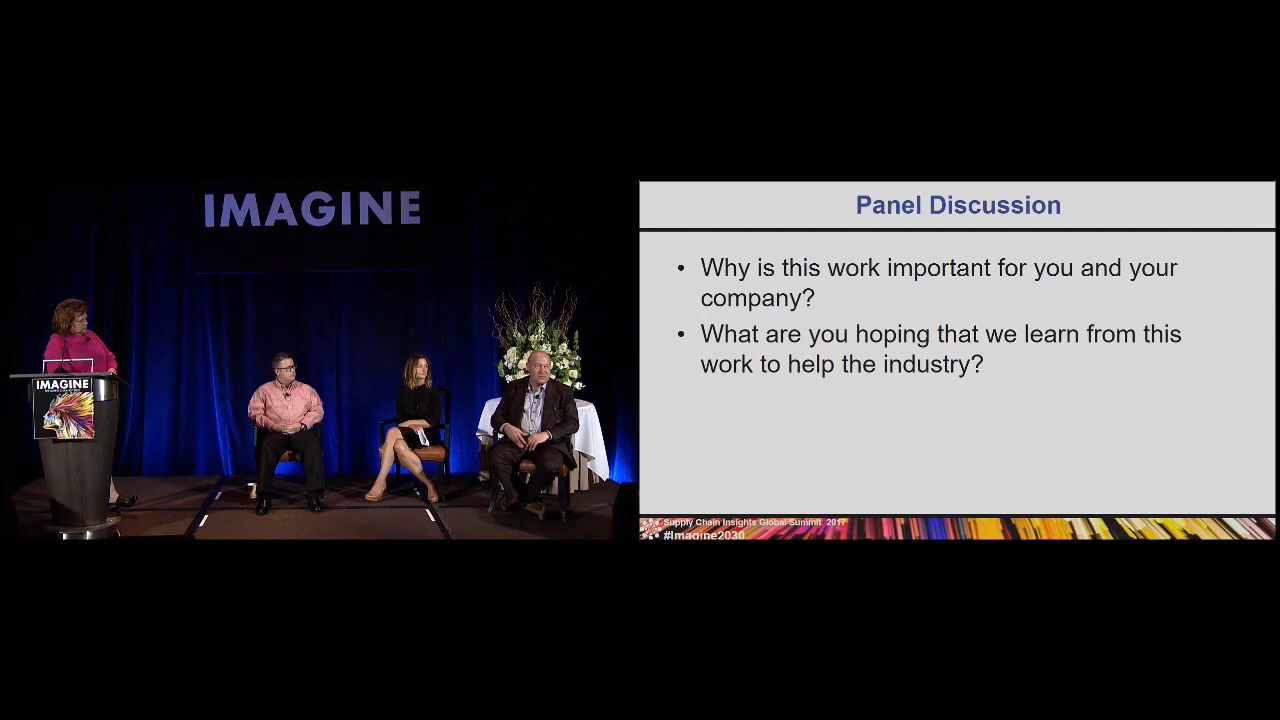 IMAGINE
IMAGINE
Panel Discussion
• Why is this work important for you and your
company?
• What are you hoping that we learn from this
work to help the industry?
Supply Chain Insights Global Summit 2017
#Imagine2030